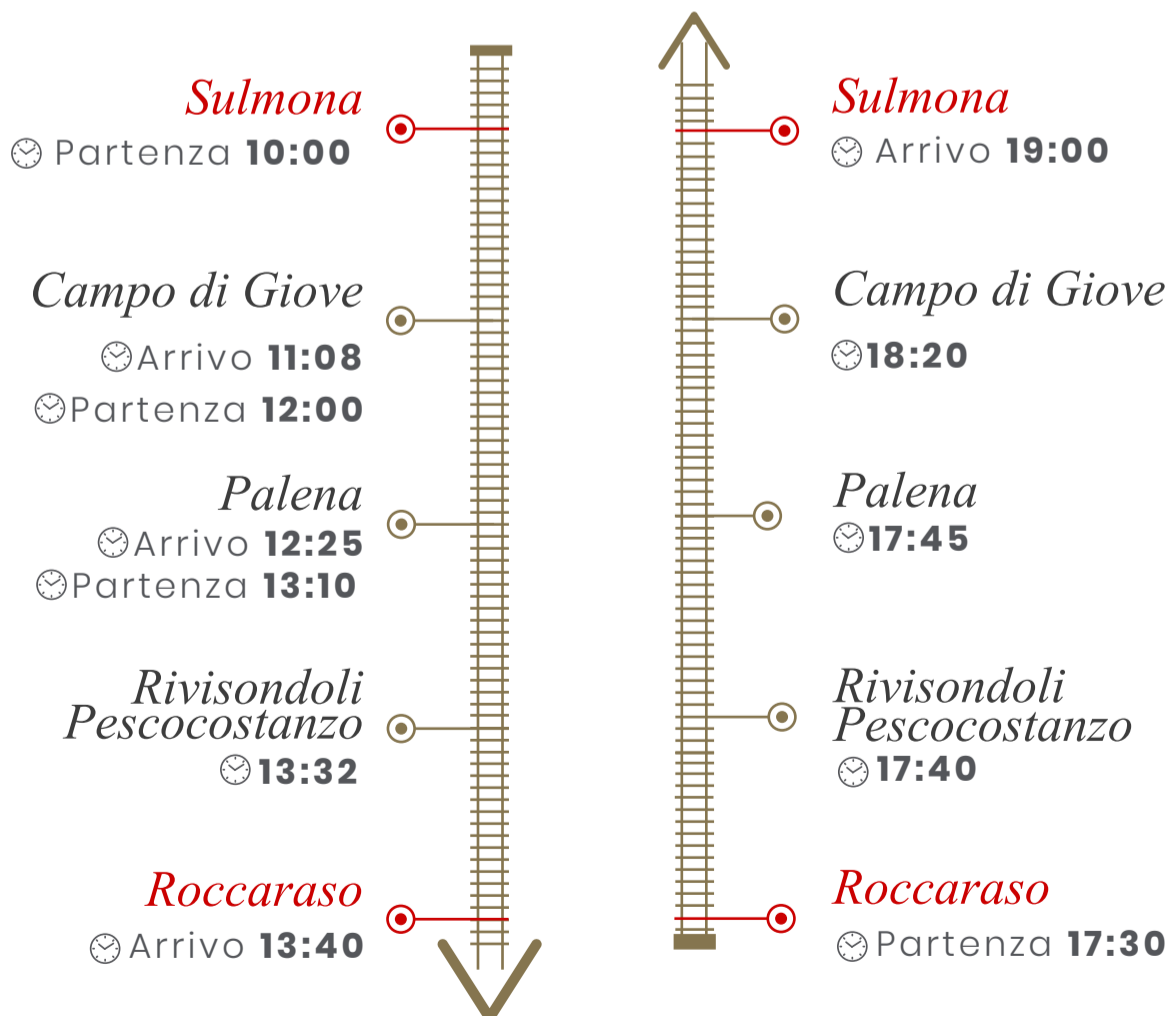 Sulmona
Partenza 10:00
Campo di Giove
Arrivo 11:08
Partenza 12:00
Palena
Arrivo 12:25
Partenza 13:10
Rivisondoli
Pescocostanzo
13:32
Roccaraso
Arrivo 13:40
Sulmona
Arrivo 19:00
Campo di Giove
18:20
Palena
17:45
Rivisondoli
Pescocostanzo
17:40
Roccaraso
Partenza 17:30